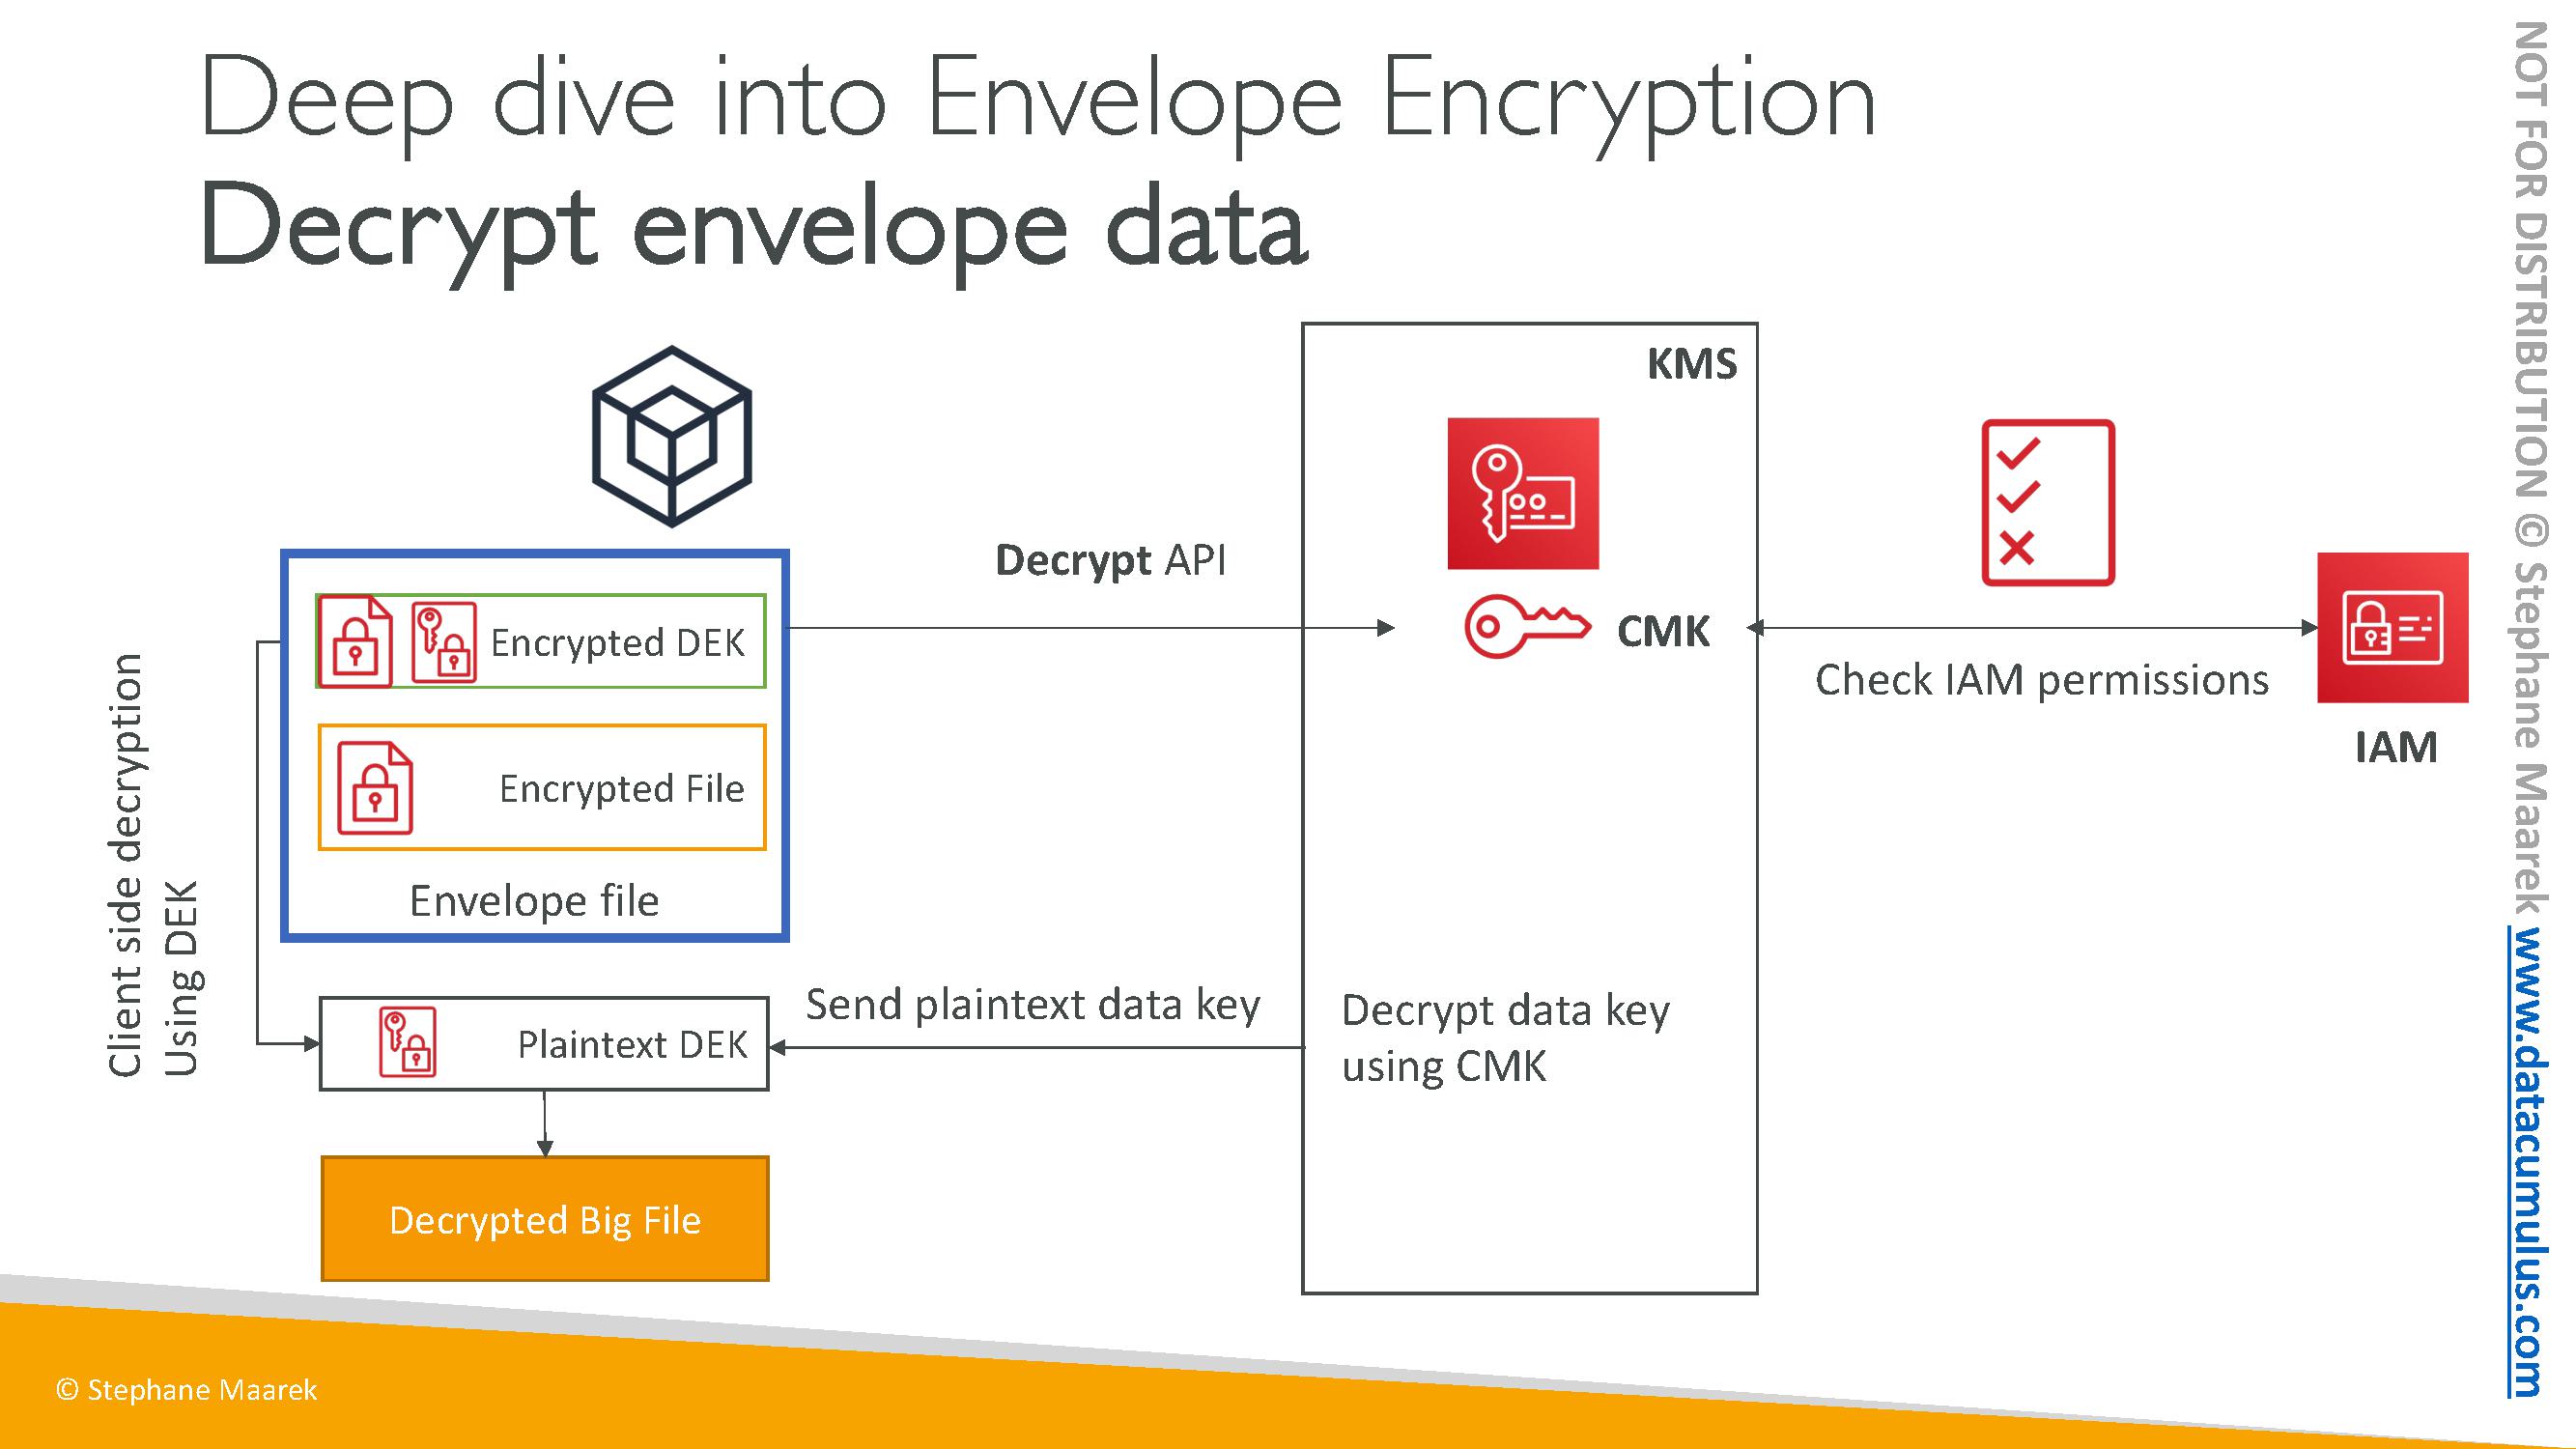 Deep dive into Envelope Encryption
Decrypt envelope data
KMS
Decrypt API
Encrypted DEK
CMK
Check IAM permissions
IAM
Encrypted File
Envelope file
Client side decryption
Using DEK
Send plaintext data key
Decrypt data key
using CMK
Plaintext DEK
Decrypted Big File
© Stephane Maarek
NOT FOR DISTRIBUTION © Stephane Maarek www.datacumulus.com